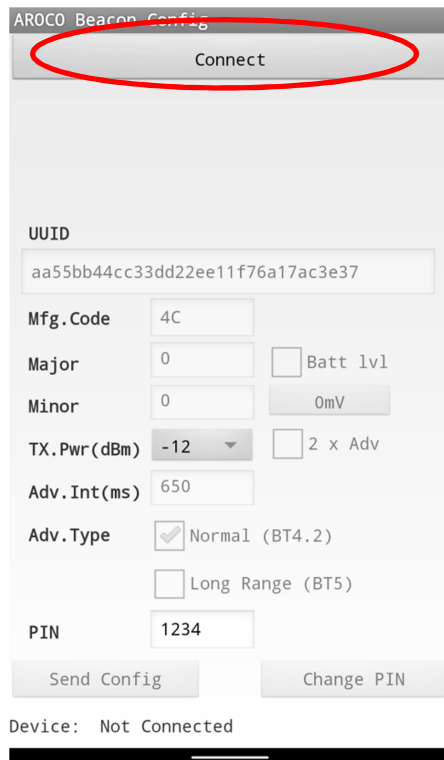 AROCO Beacon Config
Connect
UUID
aa55bb44cc33dd22ee11f76a17ac3e37
Mfg.Code 4C
Major 0 Batt lvl
Minor 0 0mV
TX.Pwr(dBm) -12 2 x Adv
Adv.Int(ms) 650
Adv.Type Normal (BT4.2)
Long Range (BT5)
PIN 1234
Send Config Change PIN
Device: Not Connected